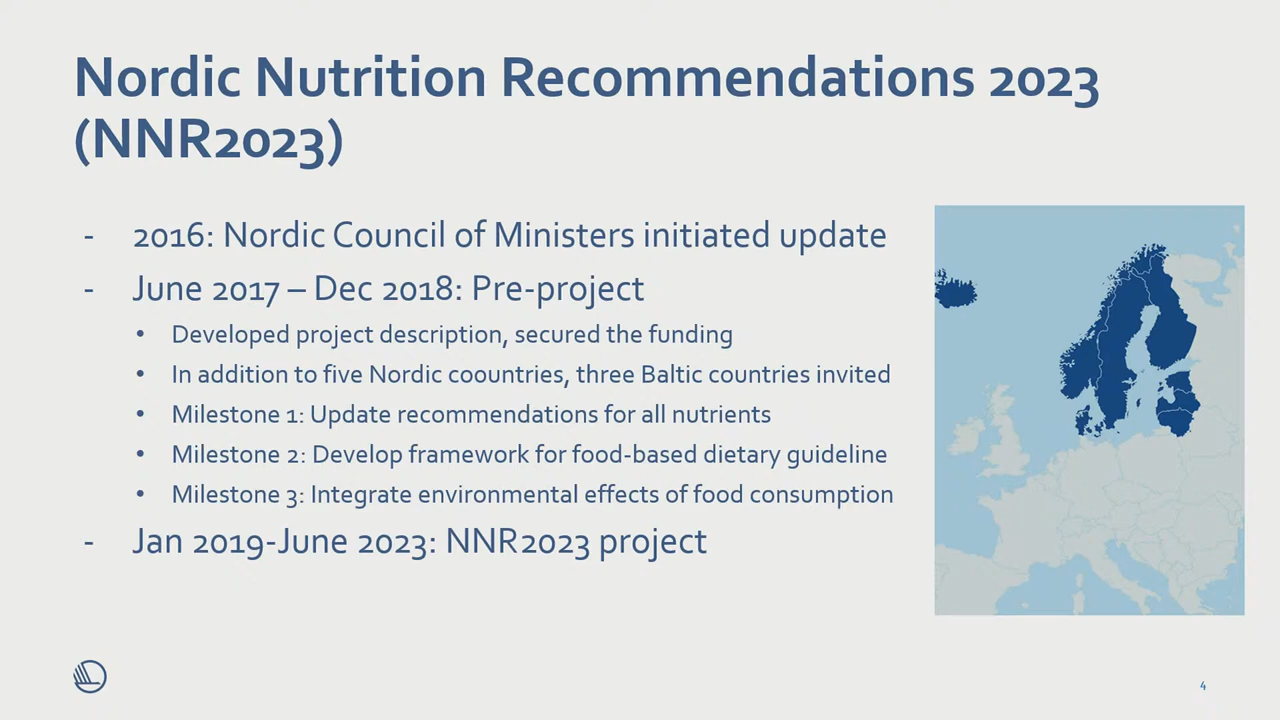 Nordic Nutrition Recommendations 2023
(NNR2023)
- 2016: Nordic Council of Ministers initiated update
- June 2017 – Dec 2018: Pre-project
• Developed project description, secured the funding
• In addition to five Nordic coountries, three Baltic countries invited
• Milestone 1: Update recommendations for all nutrients
• Milestone 2: Develop framework for food-based dietary guideline
• Milestone 3: Integrate environmental effects of food consumption
- Jan 2019-June 2023: NNR2023 project
4